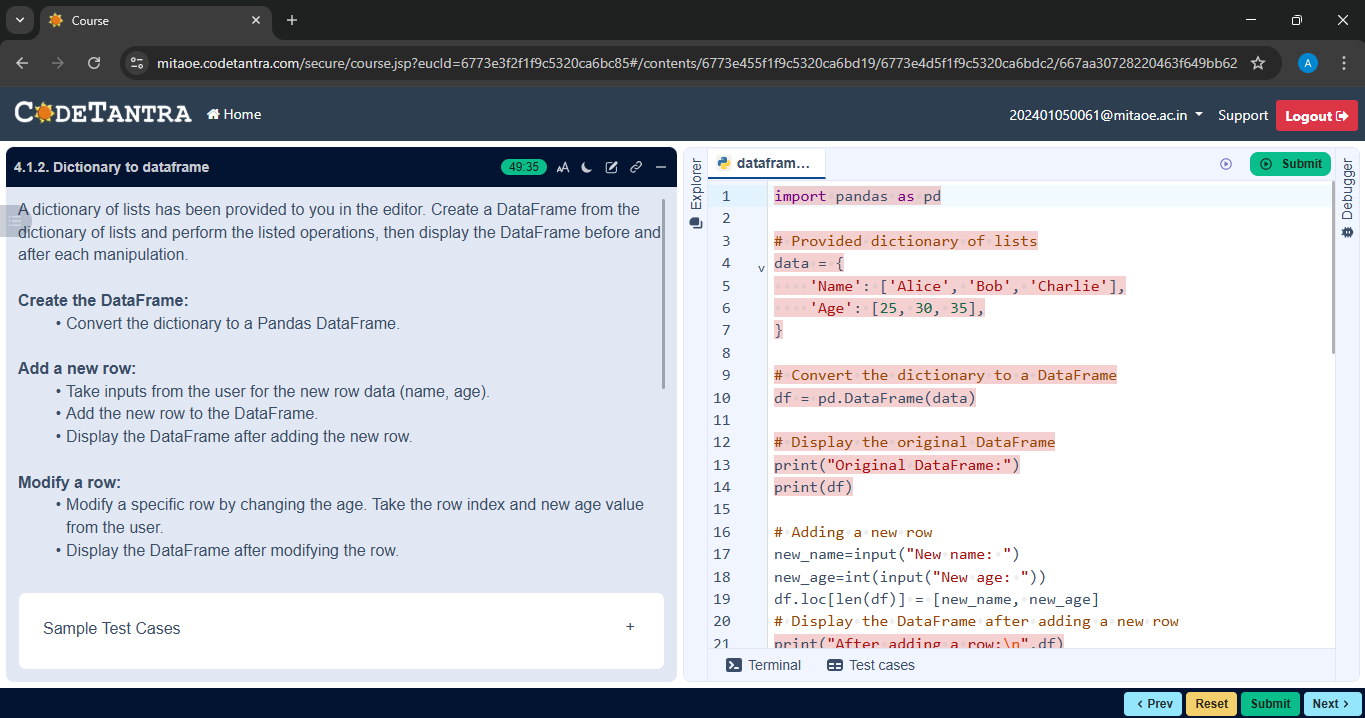 Course
mitaoe.codetantra.com/secure/course.jsp?eucId=6773e3f2f1f9c5320ca6bc85#/contents/6773e455f1f9c5320ca6bd19/6773e4d5f1f9c5320ca6bdc2/667aa30728220463f649bb62
A
CODETANTRA
Home
202401050061@mitaoe.ac.in
Support
Logout
4.1.2. Dictionary to dataframe
49:35
AA
A dictionary of lists has been provided to you in the editor. Create a DataFrame from the
dictionary of lists and perform the listed operations, then display the DataFrame before and
after each manipulation.
Create the DataFrame:
• Convert the dictionary to a Pandas DataFrame.
Add a new row:
• Take inputs from the user for the new row data (name, age).
• Add the new row to the DataFrame.
• Display the DataFrame after adding the new row.
Modify a row:
• Modify a specific row by changing the age. Take the row index and new age value
from the user.
• Display the DataFrame after modifying the row.
Sample Test Cases +
Explorer
datafram...
Submit
Debugger
1 import pandas as pd
2
3 # Provided dictionary of lists
4 data = {
5 'Name': ['Alice', 'Bob', 'Charlie'],
6 'Age': [25, 30, 35],
7 }
8
9 # Convert the dictionary to a DataFrame
10 df = pd.DataFrame(data)
11
12 # Display the original DataFrame
13 print("Original DataFrame:")
14 print(df)
15
16 # Adding a new row
17 new_name=input("New name: ")
18 new_age=int(input("New age: "))
19 df.loc[len(df)] = [new_name, new_age]
20 # Display the DataFrame after adding a new row
21 print("After adding a row:\n",df)
Terminal
Test cases
< Prev
Reset
Submit
Next >